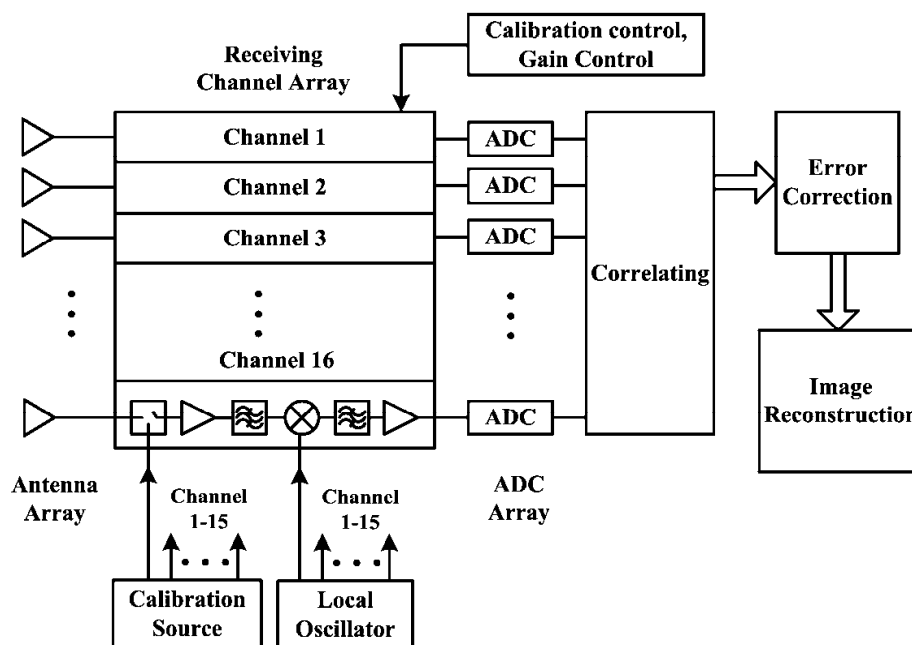 Calibration control,
Gain Control
Receiving
Channel Array
Channel 1
ADC
Channel 2
ADC
Channel 3
ADC
Error
Correction
Correlating
Channel 16
ADC
Image
Reconstruction
Antenna
Array
Channel
1-15
Channel
1-15
ADC
Array
Calibration
Source
Local
Oscillator